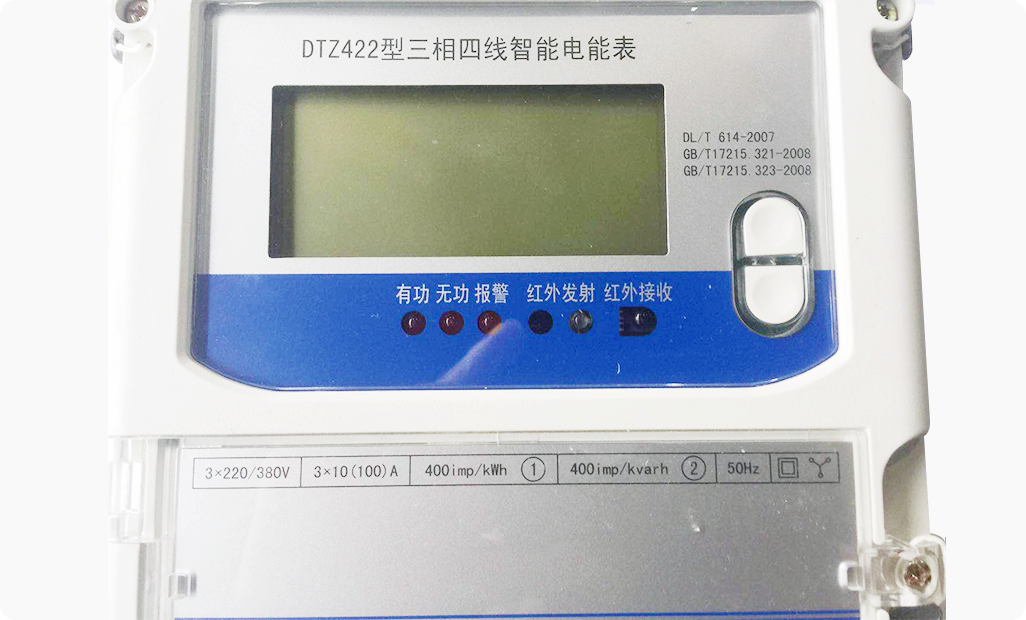 DTZ422型三相四线智能电能表
DL/T 614-2007
GB/T17215.321-2008
GB/T17215.323-2008
有功 无功 报警 红外发射 红外接收
3×220/380V 3×10(100)A 400imp/kWh ① 400imp/kvarh ② 50Hz